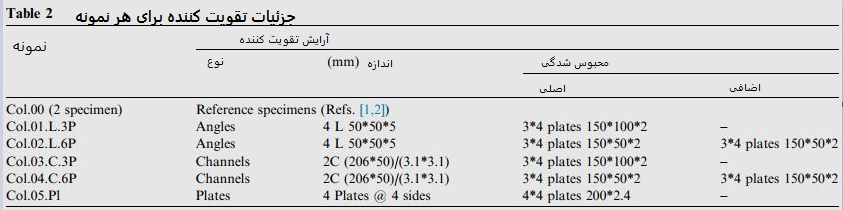 Table 2 جزئیات تقویت کننده برای هر نمونه
نمونه آرایش تقویت کننده
نوع اندازه (mm) محبوس شدگی
اصلی اضافی
Col.00 (2 specimen) Reference specimens (Refs. [1,2])
Col.01.L.3P Angles 4 L 50*50*5 3*4 plates 150*100*2 –
Col.02.L.6P Angles 4 L 50*50*5 3*4 plates 150*50*2 3*4 plates 150*50*2
Col.03.C.3P Channels 2C (206*50)/(3.1*3.1) 3*4 plates 150*100*2 –
Col.04.C.6P Channels 2C (206*50)/(3.1*3.1) 3*4 plates 150*50*2 3*4 plates 150*50*2
Col.05.Pl Plates 4 Plates @ 4 sides 4*4 plates 200*2.4 –